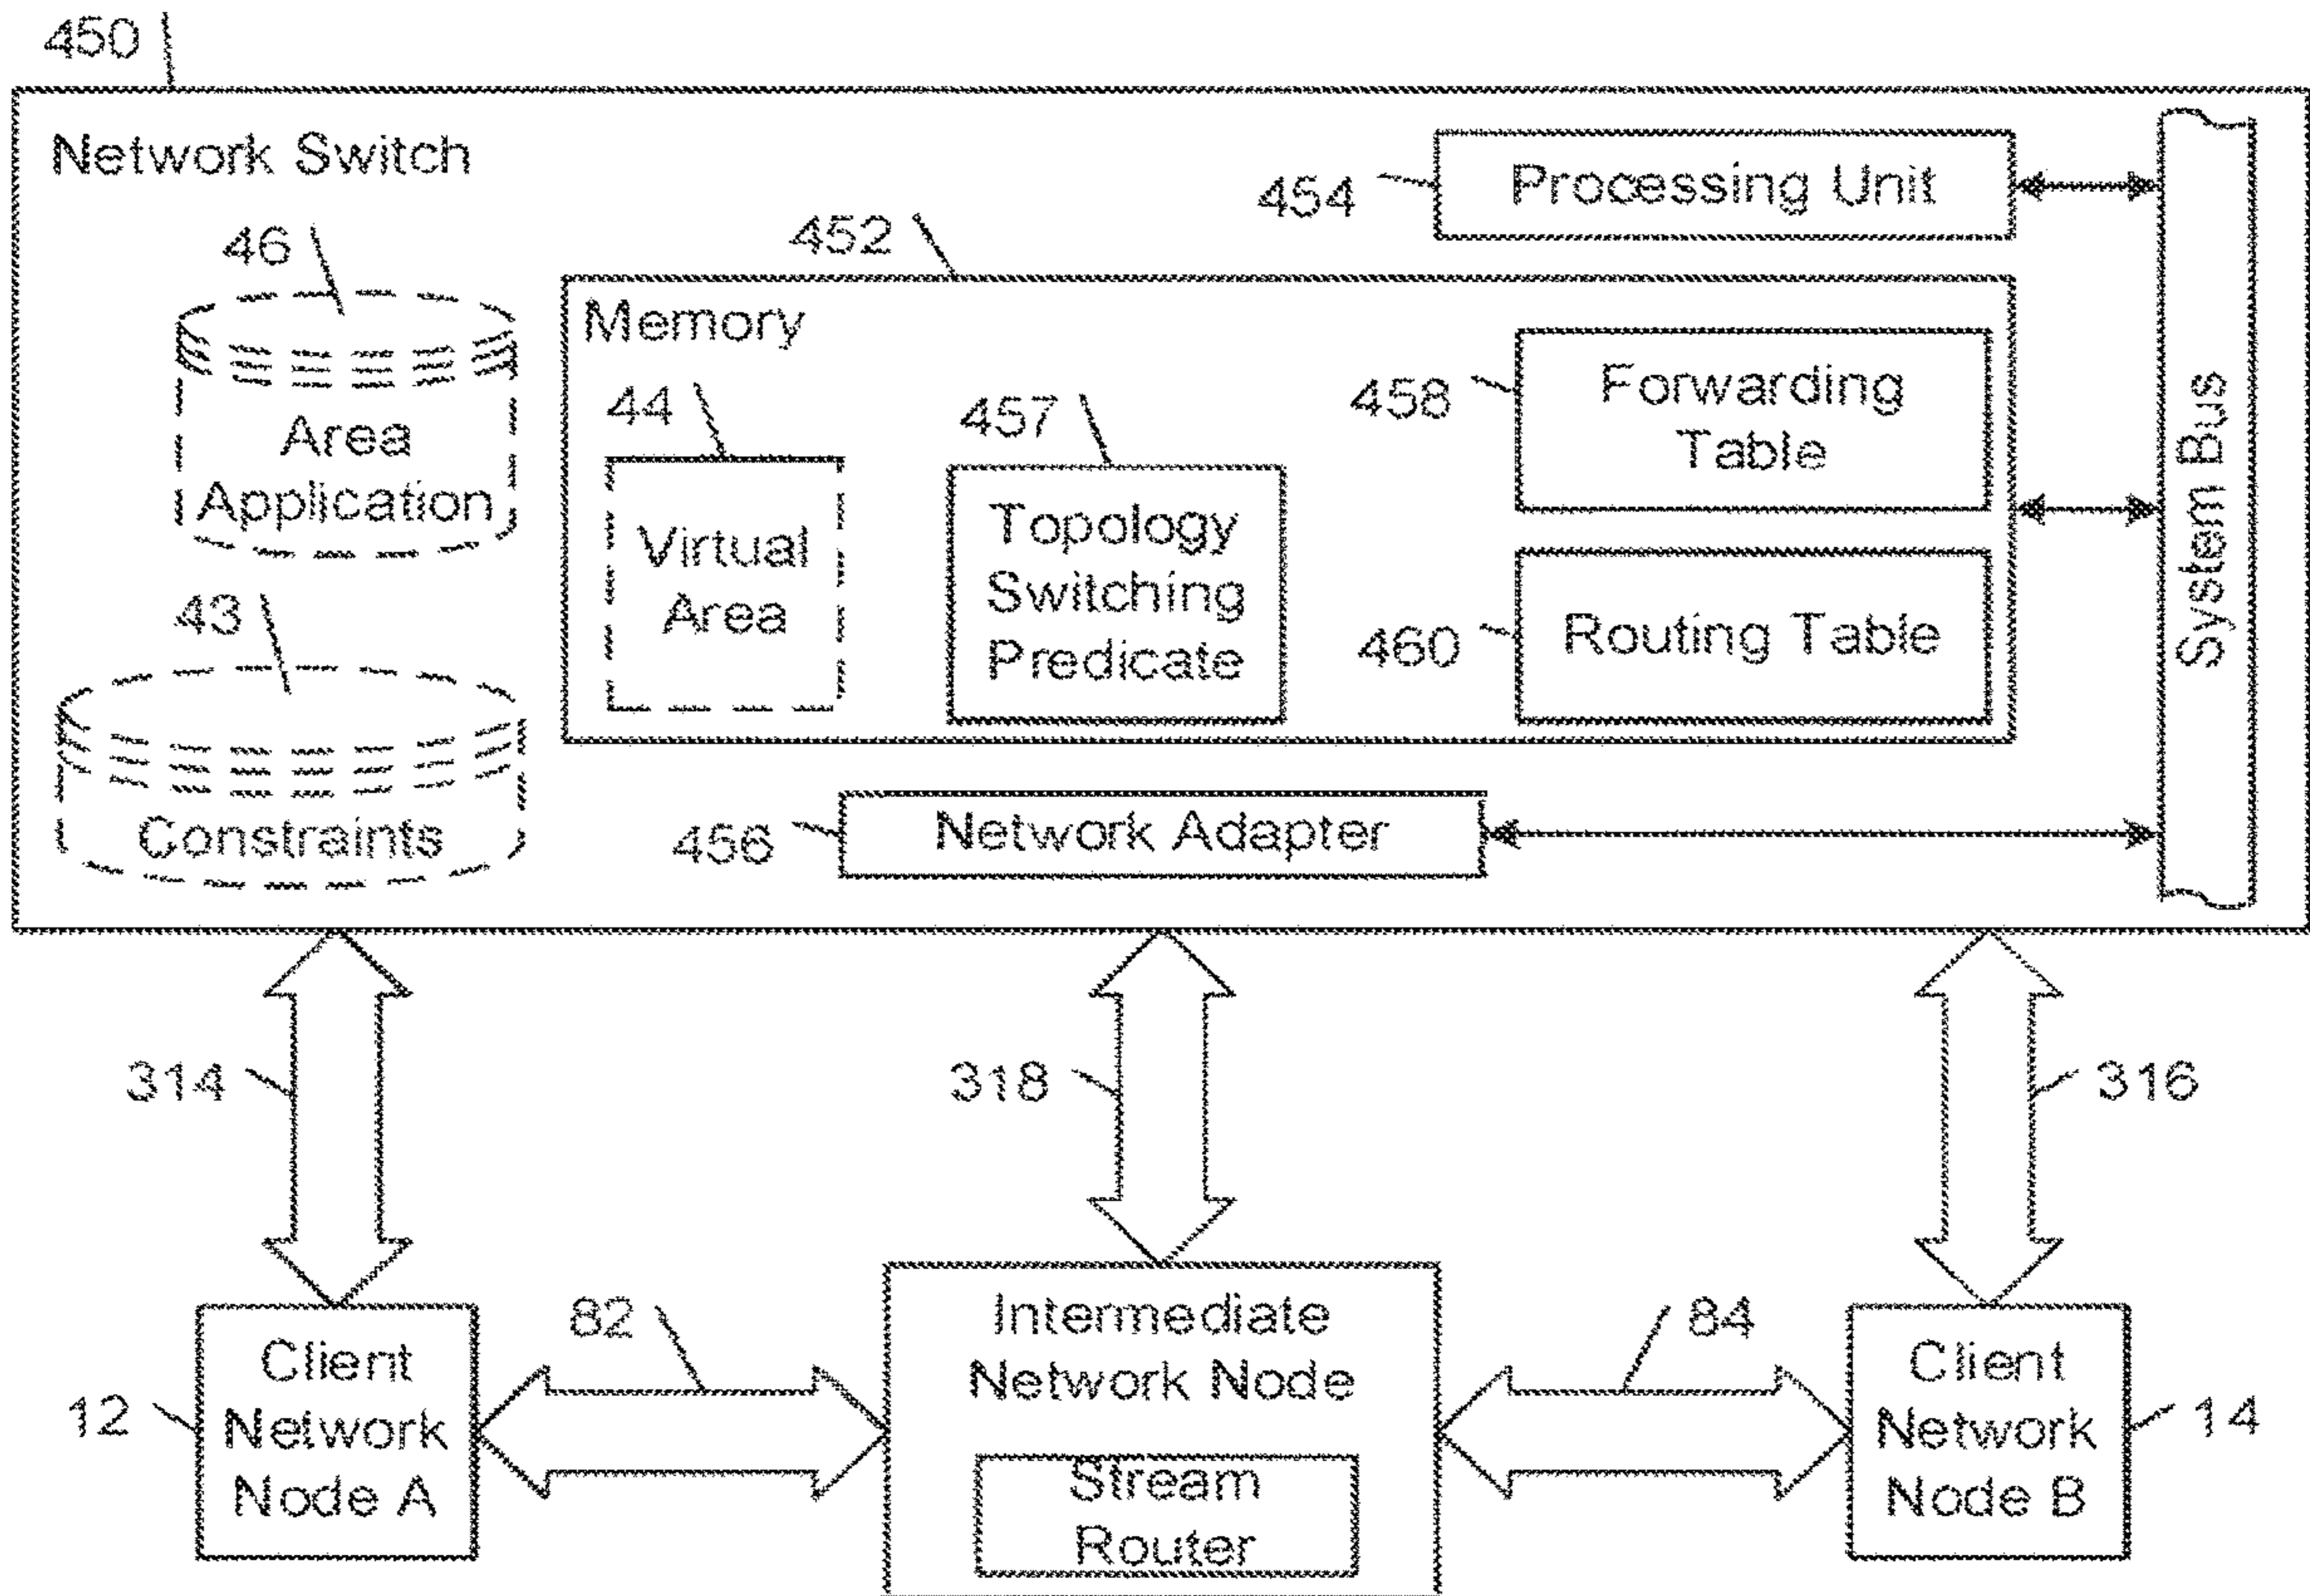 450
Network Switch
Processing Unit
454
46
452
Memory
Area
Application
44
Virtual
Area
457
Topology
Switching
Predicate
458
Forwarding
Table
460
Routing Table
System Bus
43
Constraints
456
Network Adapter
314
318
316
82
84
12
Client
Network
Node A
Intermediate
Network Node
Stream
Router
Client
Network
Node B
14